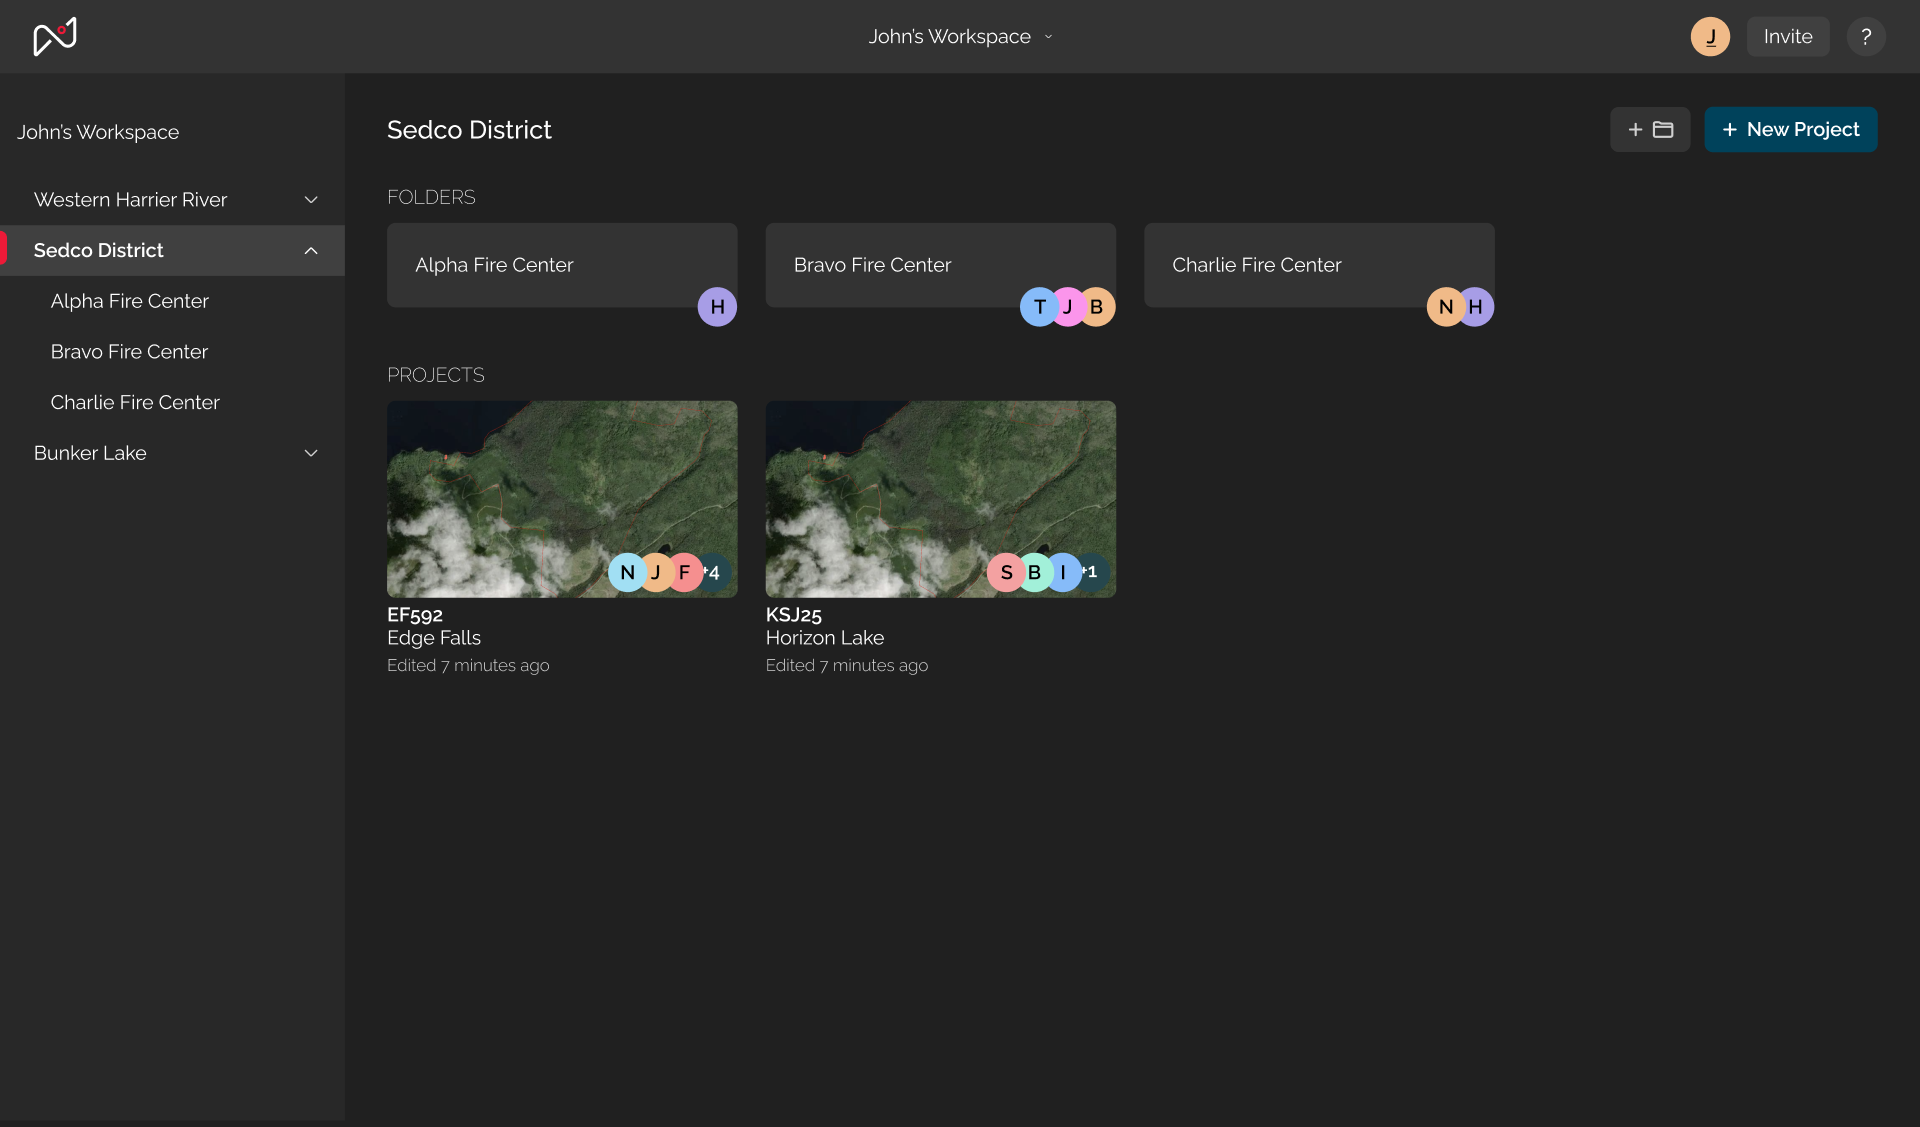 John's Workspace
J
Invite
?
John's Workspace
Western Harrier River
Sedco District
Alpha Fire Center
Bravo Fire Center
Charlie Fire Center
Bunker Lake
Sedco District
+
+ New Project
FOLDERS
Alpha Fire Center
H
Bravo Fire Center
T J B
Charlie Fire Center
N H
PROJECTS
N J F +4
EF592
Edge Falls
Edited 7 minutes ago
S B I +1
KSJ25
Horizon Lake
Edited 7 minutes ago